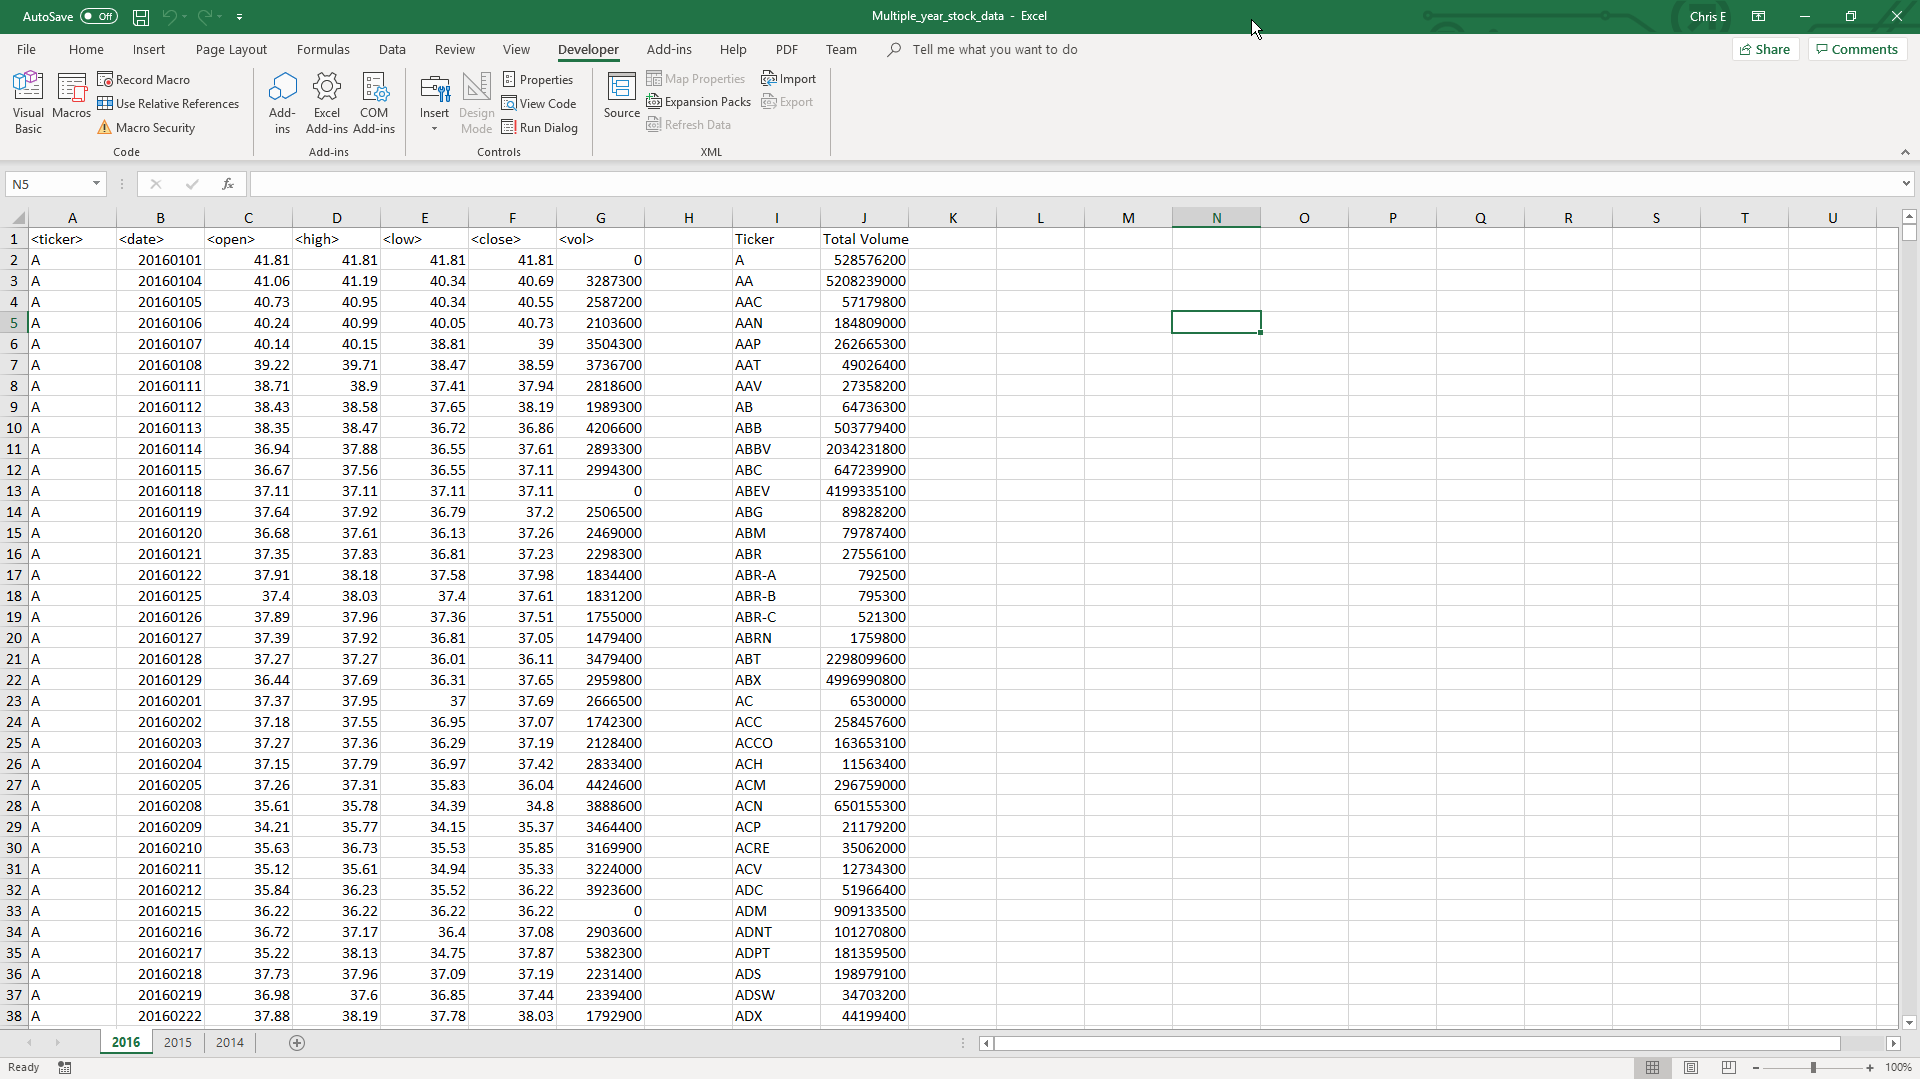 AutoSave Off Multiple_year_stock_data - Excel Chris E
File Home Insert Page Layout Formulas Data Review View Developer Add-ins Help PDF Team Tell me what you want to do Share Comments
Visual Basic
Macros
Record Macro
Use Relative References
Macro Security
Code
Add-ins
Excel Add-ins
COM Add-ins
Add-ins
Insert
Design Mode
Properties
View Code
Run Dialog
Controls
Source
Map Properties
Expansion Packs
Refresh Data
Import
Export
XML
N5 fx
A B C D E F G H I J K L M N O P Q R S T U
1 <ticker> <date> <open> <high> <low> <close> <vol> Ticker Total Volume
2 A 20160101 41.81 41.81 41.81 41.81 0 A 528576200
3 A 20160104 41.06 41.19 40.34 40.69 3287300 AA 5208239000
4 A 20160105 40.73 40.95 40.34 40.55 2587200 AAC 57179800
5 A 20160106 40.24 40.99 40.05 40.73 2103600 AAN 184809000
6 A 20160107 40.14 40.15 38.81 39 3504300 AAP 262665300
7 A 20160108 39.22 39.71 38.47 38.59 3736700 AAT 49026400
8 A 20160111 38.71 38.9 37.41 37.94 2818600 AAV 27358200
9 A 20160112 38.43 38.58 37.65 38.19 1989300 AB 64736300
10 A 20160113 38.35 38.47 36.72 36.86 4206600 ABB 503779400
11 A 20160114 36.94 37.88 36.55 37.61 2893300 ABBV 2034231800
12 A 20160115 36.67 37.56 36.55 37.11 2994300 ABC 647239900
13 A 20160118 37.11 37.11 37.11 37.11 0 ABEV 4199335100
14 A 20160119 37.64 37.92 36.79 37.2 2506500 ABG 89828200
15 A 20160120 36.68 37.61 36.13 37.26 2469000 ABM 79787400
16 A 20160121 37.35 37.83 36.81 37.23 2298300 ABR 27556100
17 A 20160122 37.91 38.18 37.58 37.98 1834400 ABR-A 792500
18 A 20160125 37.4 38.03 37.4 37.61 1831200 ABR-B 795300
19 A 20160126 37.89 37.96 37.36 37.51 1755000 ABR-C 521300
20 A 20160127 37.39 37.92 36.81 37.05 1479400 ABRN 1759800
21 A 20160128 37.27 37.27 36.01 36.11 3479400 ABT 2298099600
22 A 20160129 36.44 37.69 36.31 37.65 2959800 ABX 4996990800
23 A 20160201 37.37 37.95 37 37.69 2666500 AC 6530000
24 A 20160202 37.18 37.55 36.95 37.07 1742300 ACC 258457600
25 A 20160203 37.27 37.36 36.29 37.19 2128400 ACCO 163653100
26 A 20160204 37.15 37.79 36.97 37.42 2833400 ACH 11563400
27 A 20160205 37.26 37.31 35.83 36.04 4424600 ACM 296759000
28 A 20160208 35.61 35.78 34.39 34.8 3888600 ACN 650155300
29 A 20160209 34.21 35.77 34.15 35.37 3464400 ACP 21179200
30 A 20160210 35.63 36.73 35.53 35.85 3169900 ACRE 35062000
31 A 20160211 35.12 35.61 34.94 35.33 3224000 ACV 12734300
32 A 20160212 35.84 36.23 35.52 36.22 3923600 ADC 51966400
33 A 20160215 36.22 36.22 36.22 36.22 0 ADM 909133500
34 A 20160216 36.72 37.17 36.4 37.08 2903600 ADNT 101270800
35 A 20160217 35.22 38.13 34.75 37.87 5382300 ADPT 181359500
36 A 20160218 37.73 37.96 37.09 37.19 2231400 ADS 198979100
37 A 20160219 36.98 37.6 36.85 37.44 2339400 ADSW 34703200
38 A 20160222 37.88 38.19 37.78 38.03 1792900 ADX 44199400
2016 2015 2014
Ready 100%